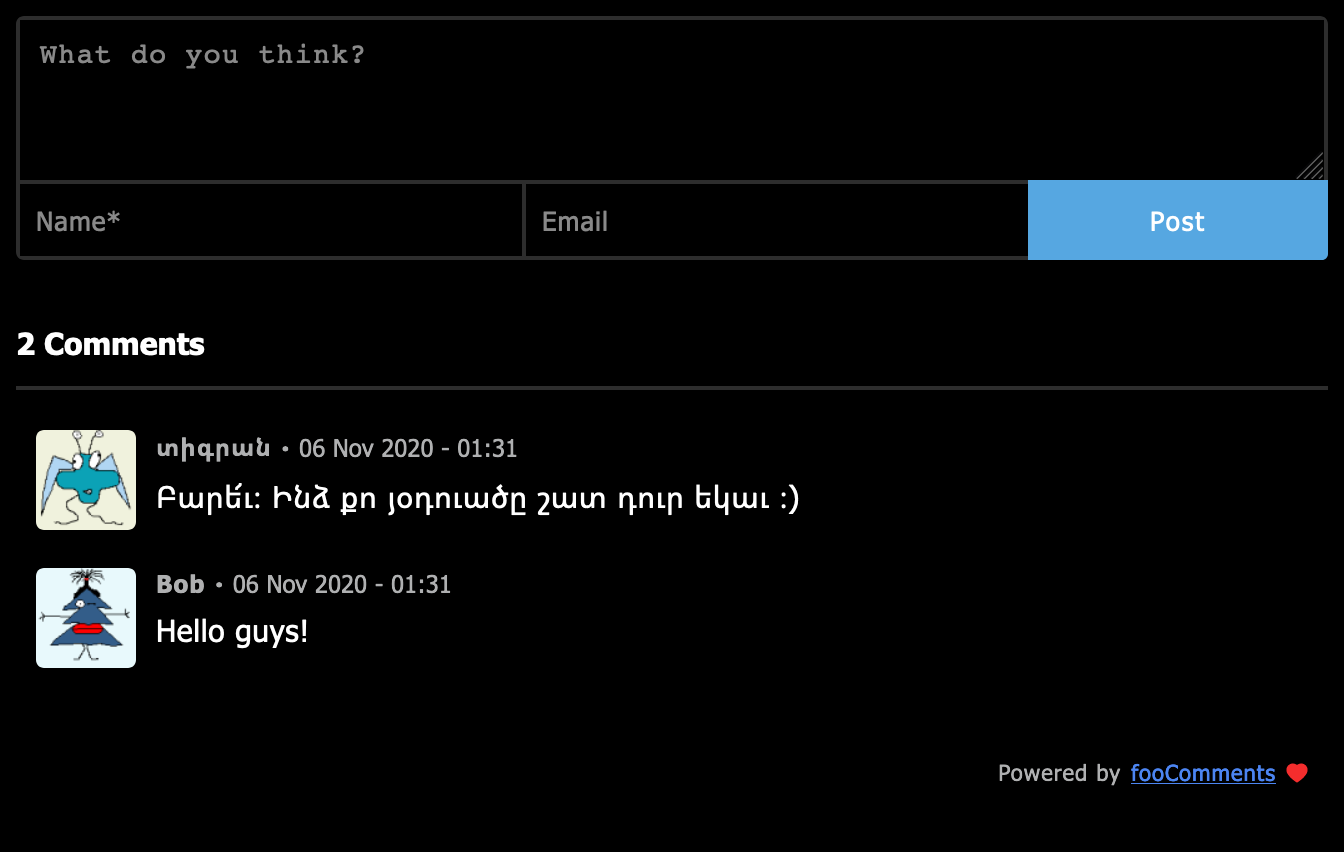 What do you think?
Name*
Email
Post
2 Comments
տիգրան • 06 Nov 2020 - 01:31
Բարե՛ւ։ Ինձ քո յօդուածը շատ դուր եկաւ :)
Bob • 06 Nov 2020 - 01:31
Hello guys!
Powered by fooComments ❤